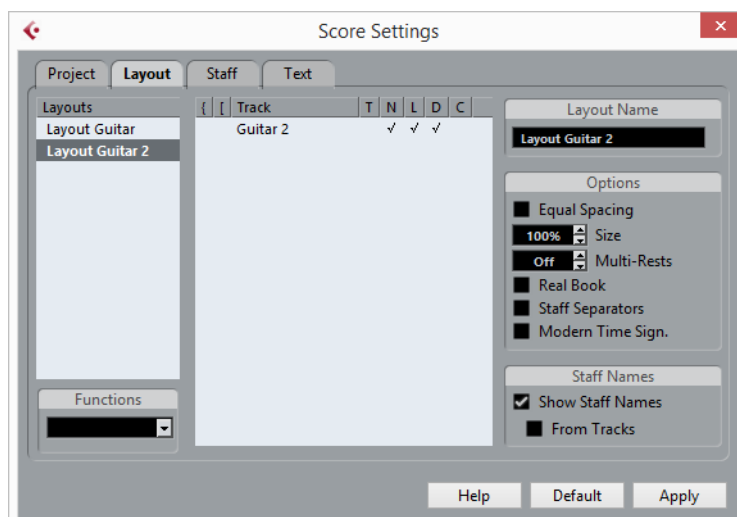 Score Settings
Project Layout Staff Text
Layouts
Layout Guitar
Layout Guitar 2
{ [ Track T N L D C
Guitar 2 √ √ √
Layout Name
Layout Guitar 2
Options
Equal Spacing
100% Size
Off Multi-Rests
Real Book
Staff Separators
Modern Time Sign.
Staff Names
Show Staff Names
From Tracks
Functions
Help Default Apply